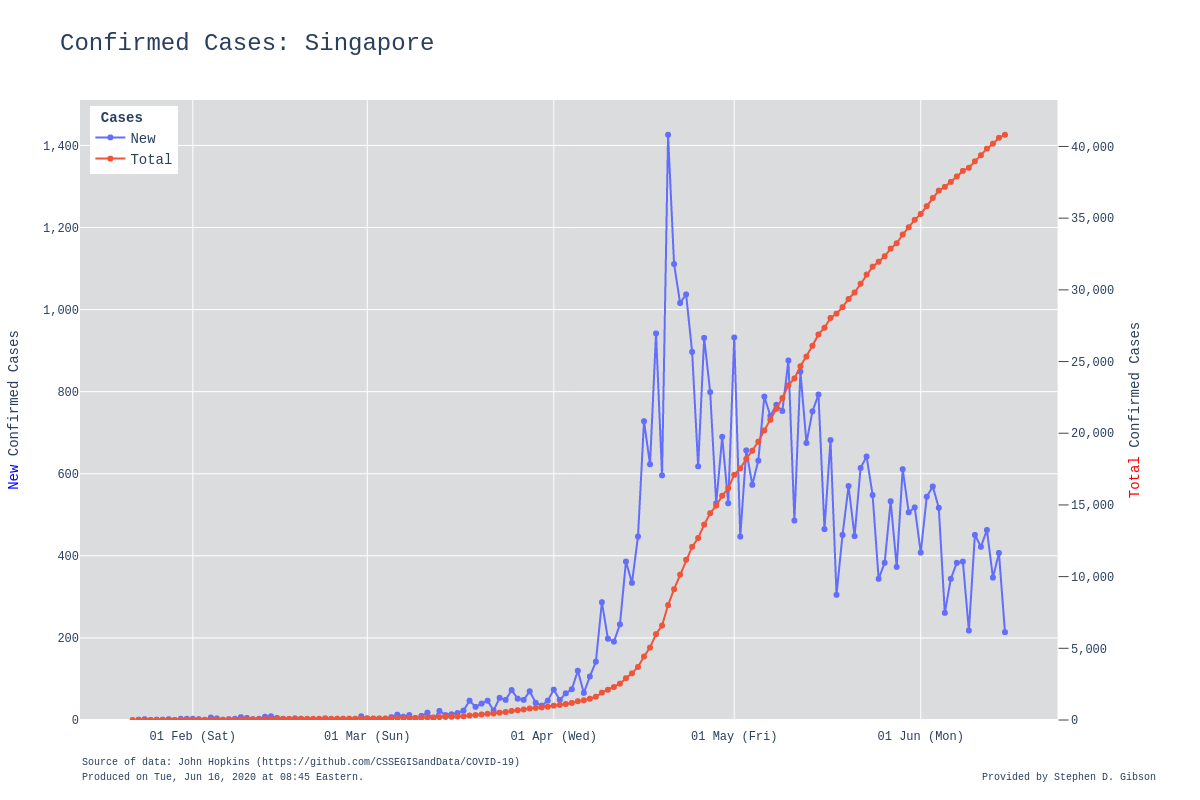 Confirmed Cases: Singapore
Cases
New
Total
1,400
1,200
1,000
800
600
400
200
0
New Confirmed Cases
40,000
35,000
30,000
25,000
20,000
15,000
10,000
5,000
0
Total Confirmed Cases
01 Feb (Sat)
01 Mar (Sun)
01 Apr (Wed)
01 May (Fri)
01 Jun (Mon)
Source of data: John Hopkins (https://github.com/CSSEGISandData/COVID-19)
Produced on Tue, Jun 16, 2020 at 08:45 Eastern.
Provided by Stephen D. Gibson